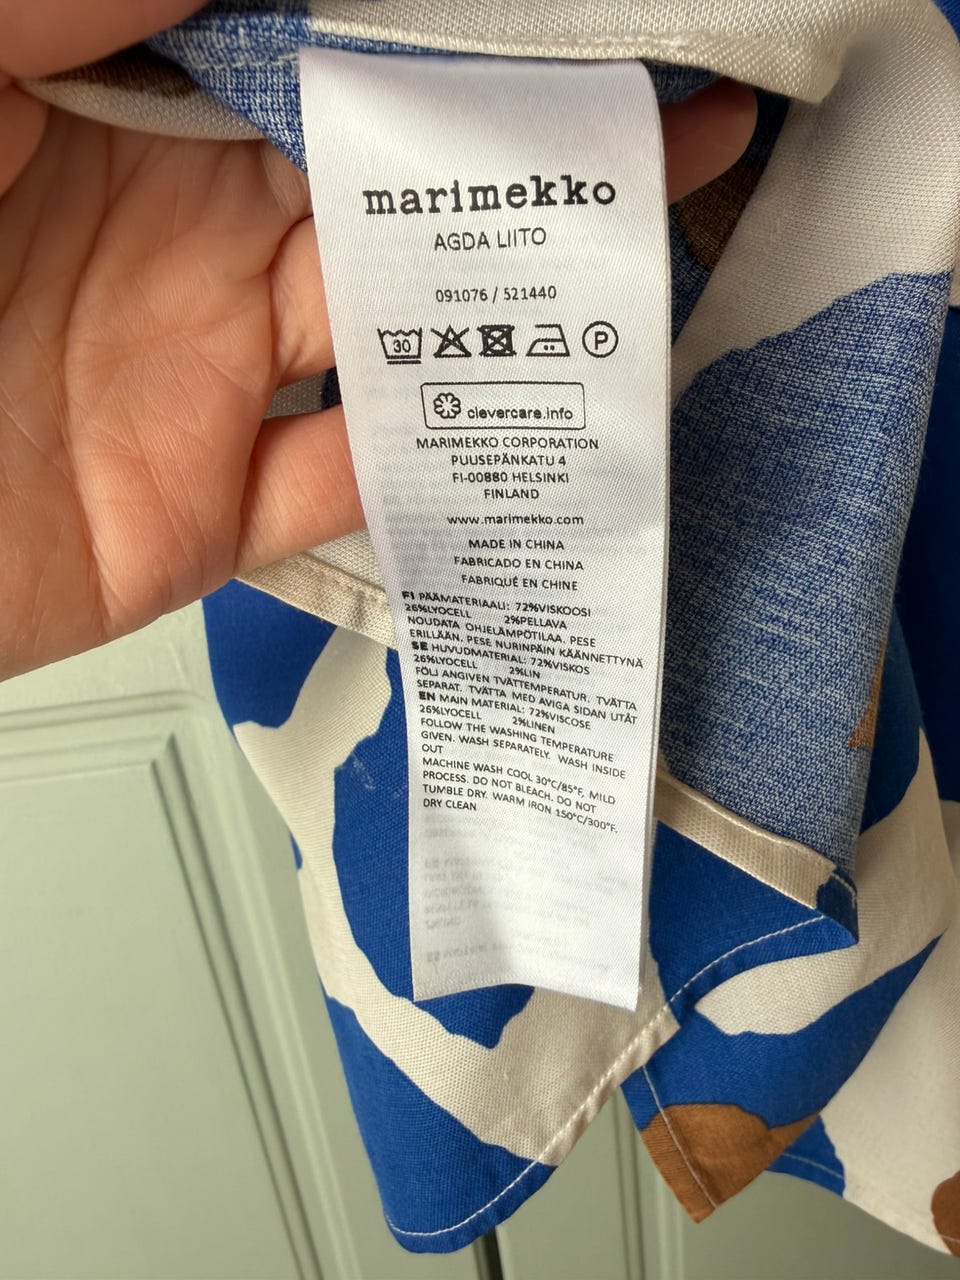 marimekko
AGDA LIITO
091076 / 521440
30
P
clevercare.info
MARIMEKKO CORPORATION
PUUSEPÄNKATU 4
FI-00880 HELSINKI
FINLAND
www.marimekko.com
MADE IN CHINA
FABRICADO EN CHINA
FABRIQUÉ EN CHINE
FI PÄÄMATERIAALI: 72%VISKOOSI
26%LYOCELL 2%PELLAVA
NOUDATA OHJELÄMPÖTILAA. PESE
ERILLÄÄN. PESE NURINPÄIN KÄÄNNETTYNÄ
SE HUVUDMATERIAL: 72%VISKOS
26%LYOCELL 2%LIN
FÖLJ ANGIVEN TVÄTTEMPERATUR. TVÄTTA
SEPARAT. TVÄTTA MED AVIGA SIDAN UTÅT
EN MAIN MATERIAL: 72%VISCOSE
26%LYOCELL 2%LINEN
FOLLOW THE WASHING TEMPERATURE
GIVEN. WASH SEPARATELY. WASH INSIDE
OUT
MACHINE WASH COOL 30°C/85°F, MILD
PROCESS. DO NOT BLEACH. DO NOT
TUMBLE DRY. WARM IRON 150°C/300°F.
DRY CLEAN